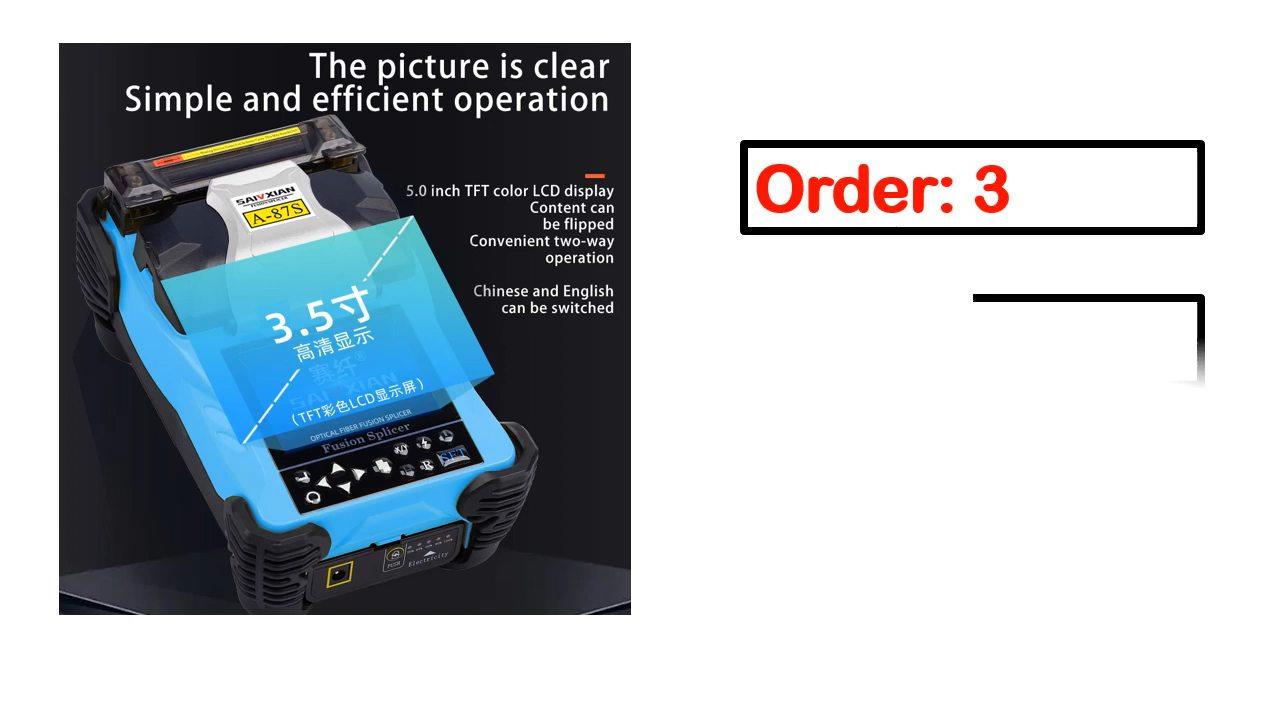 The picture is clear
Simple and efficient operation
SAIVXIAN
A-87S
5.0 inch TFT color LCD display
Content can
be flipped
Convenient two-way
operation
Chinese and English
can be switched
3.5寸
高清显示
赛纤®
SAIVXIAN
(TFT彩色LCD显示屏)
OPTICAL FIBER FUSION SPLICER
Fusion Splicer
X/Y
R
SET
PUSH
Electricity
Order: 3